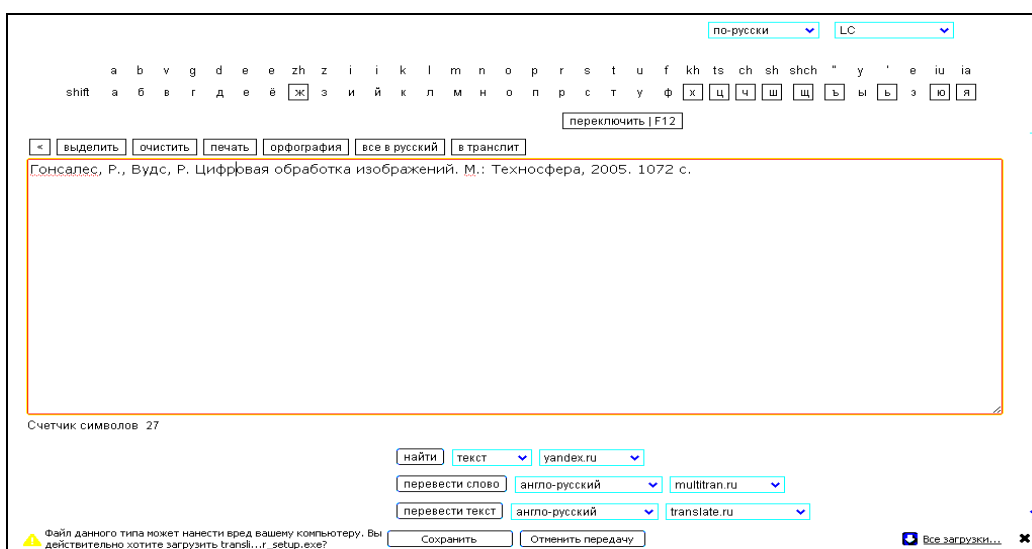 по-русски LC
a b v g d e e zh z i i k l m n o p r s t u f kh ts ch sh shch " y ' e iu ia
shift а б в г д е ё ж з и й к л м н о п р с т у ф х ц ч ш щ ъ ы ь э ю я
переключить | F12
< выделить очистить печать орфография все в русский в транслит
Гонсалес, Р., Вудс, Р. Цифровая обработка изображений. М.: Техносфера, 2005. 1072 с.
Счетчик символов 27
найти текст yandex.ru
перевести слово англо-русский multitran.ru
перевести текст англо-русский translate.ru
Файл данного типа может нанести вред вашему компьютеру. Вы
действительно хотите загрузить transli...r_setup.exe? Сохранить Отменить передачу Все загрузки...